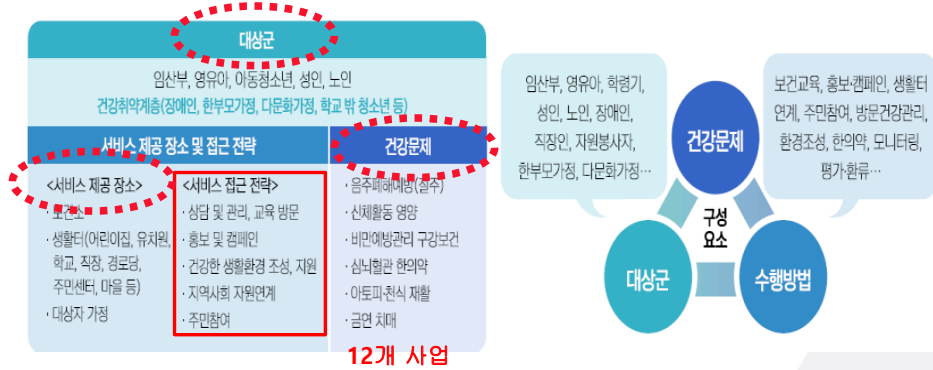 대상군
임산부, 영유아, 아동청소년, 성인, 노인
건강취약계층(장애인, 한부모가정, 다문화가정, 학교 밖 청소년 등)
서비스 제공 장소 및 접근 전략
<서비스 제공 장소>
· 보건소
· 생활터(어린이집, 유치원,
학교, 직장, 경로당,
주민센터, 마을 등)
· 대상자 가정
<서비스 접근 전략>
· 상담 및 관리, 교육 방문
· 홍보 및 캠페인
· 건강한 생활환경 조성, 지원
· 지역사회 자원연계
· 주민참여
건강문제
· 음주폐해예방(절주)
· 신체활동 영양
· 비만예방관리 구강보건
· 심뇌혈관 한의약
· 아토피·천식 재활
· 금연 치매
12개 사업
임산부, 영유아, 학령기,
성인, 노인, 장애인,
직장인, 자원봉사자,
한부모가정, 다문화가정…
건강문제
보건교육, 홍보·캠페인, 생활터
연계, 주민참여, 방문건강관리,
환경조성, 한의약, 모니터링,
평가·환류…
구성
요소
대상군
수행방법